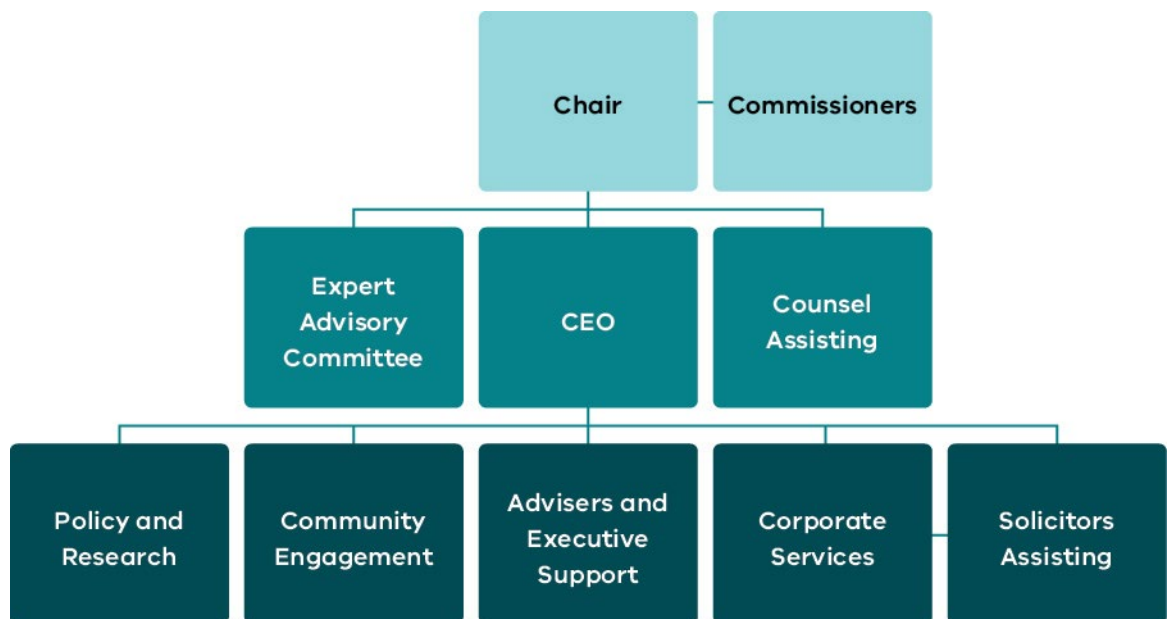 Chair
Commissioners
Expert
Advisory
Committee
CEO
Counsel
Assisting
Policy and
Research
Community
Engagement
Advisers and
Executive
Support
Corporate
Services
Solicitors
Assisting